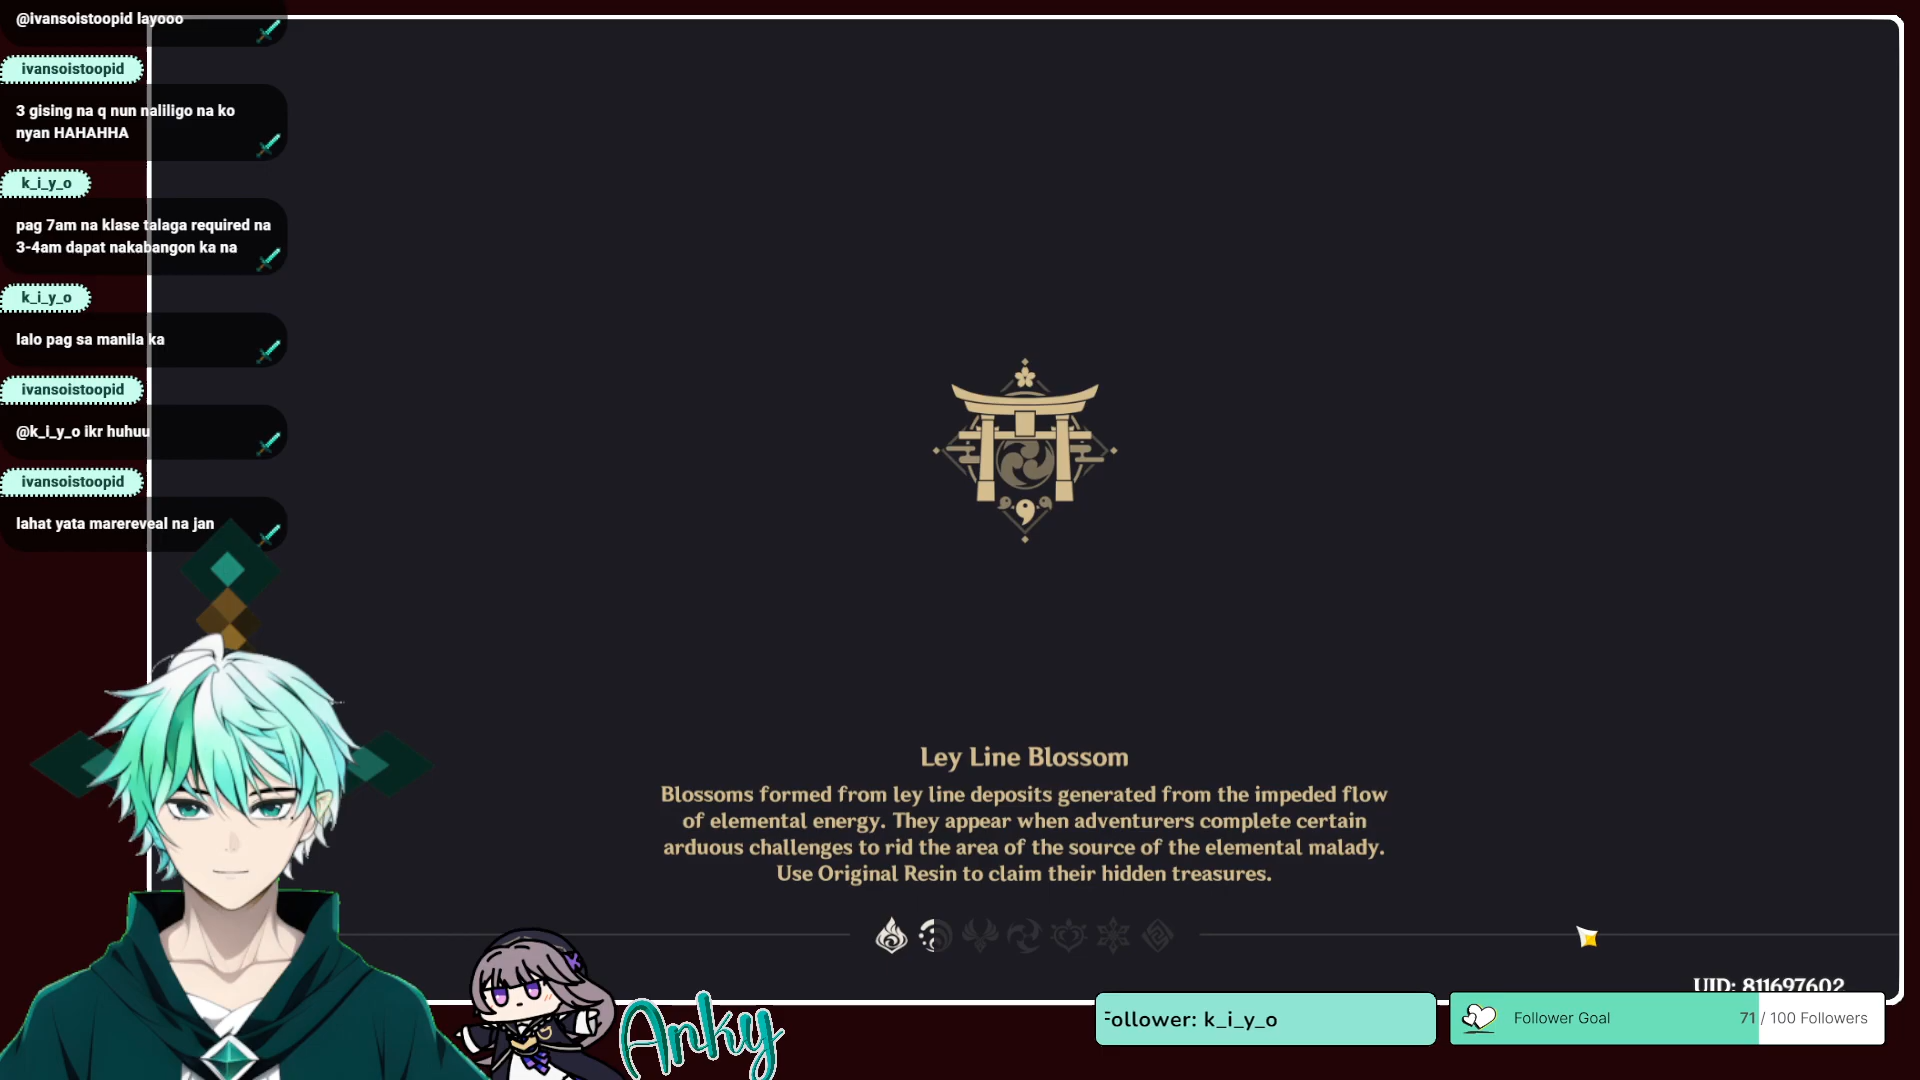 @ivansoistoopid layooo
ivansoistoopid
3 gising na q nun naliligo na ko
nyan HAHAHHA
k_i_y_o
pag 7am na klase talaga required na
3-4am dapat nakabangon ka na
k_i_y_o
lalo pag sa manila ka
ivansoistoopid
@k_i_y_o ikr huhuu
ivansoistoopid
lahat yata marereveal na jan
Ley Line Blossom
Blossoms formed from ley line deposits generated from the impeded flow
of elemental energy. They appear when adventurers complete certain
arduous challenges to rid the area of the source of the elemental malady.
Use Original Resin to claim their hidden treasures.
UID: 811697602
Anky
Follower: k_i_y_o
Follower Goal
71 / 100 Followers